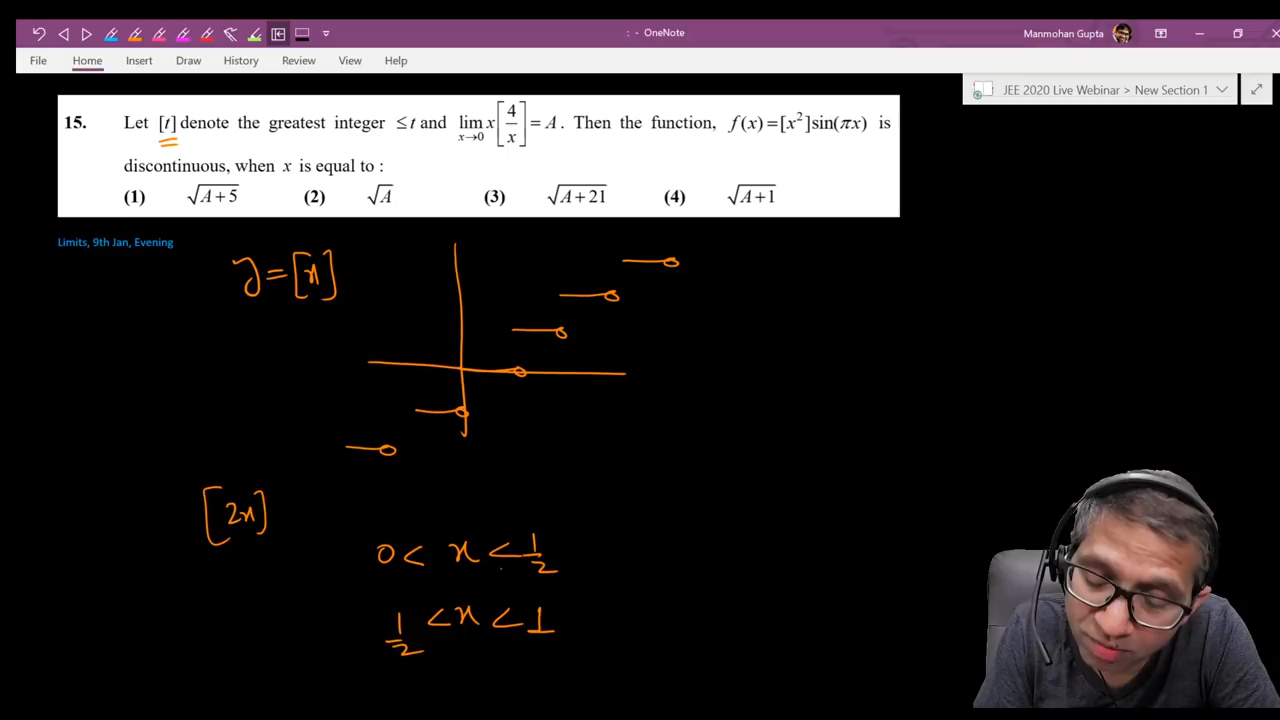 : - OneNote
Manmohan Gupta
File Home Insert Draw History Review View Help
JEE 2020 Live Webinar > New Section 1
15. Let [t] denote the greatest integer ≤ t and lim x→0 x[4/x] = A. Then the function, f(x)=[x²]sin(πx) is
discontinuous, when x is equal to :
(1) √(A+5) (2) √A (3) √(A+21) (4) √(A+1)
Limits, 9th Jan, Evening
y = [x]
[2x]
0 < x < 1/2
1/2 < x < 1